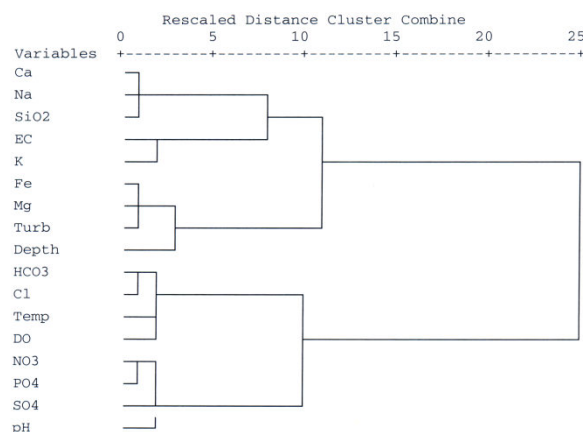 Rescaled Distance Cluster Combine
0 5 10 15 20 25
Variables
Ca
Na
SiO2
EC
K
Fe
Mg
Turb
Depth
HCO3
Cl
Temp
DO
NO3
PO4
SO4
pH